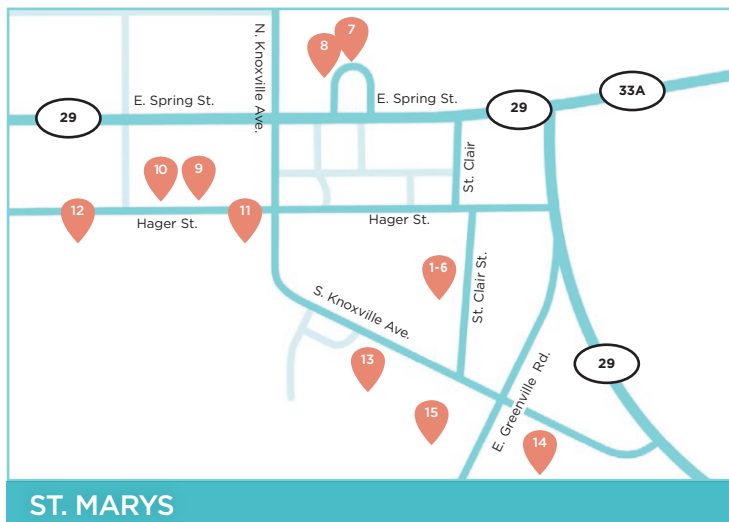 7
8
N. Knoxville Ave.
33A
E. Spring St.
E. Spring St.
29
29
St. Clair
10
9
12
11
Hager St.
Hager St.
1-6
St. Clair St.
S. Knoxville Ave.
13
29
E. Greenville Rd.
15
14
ST. MARYS